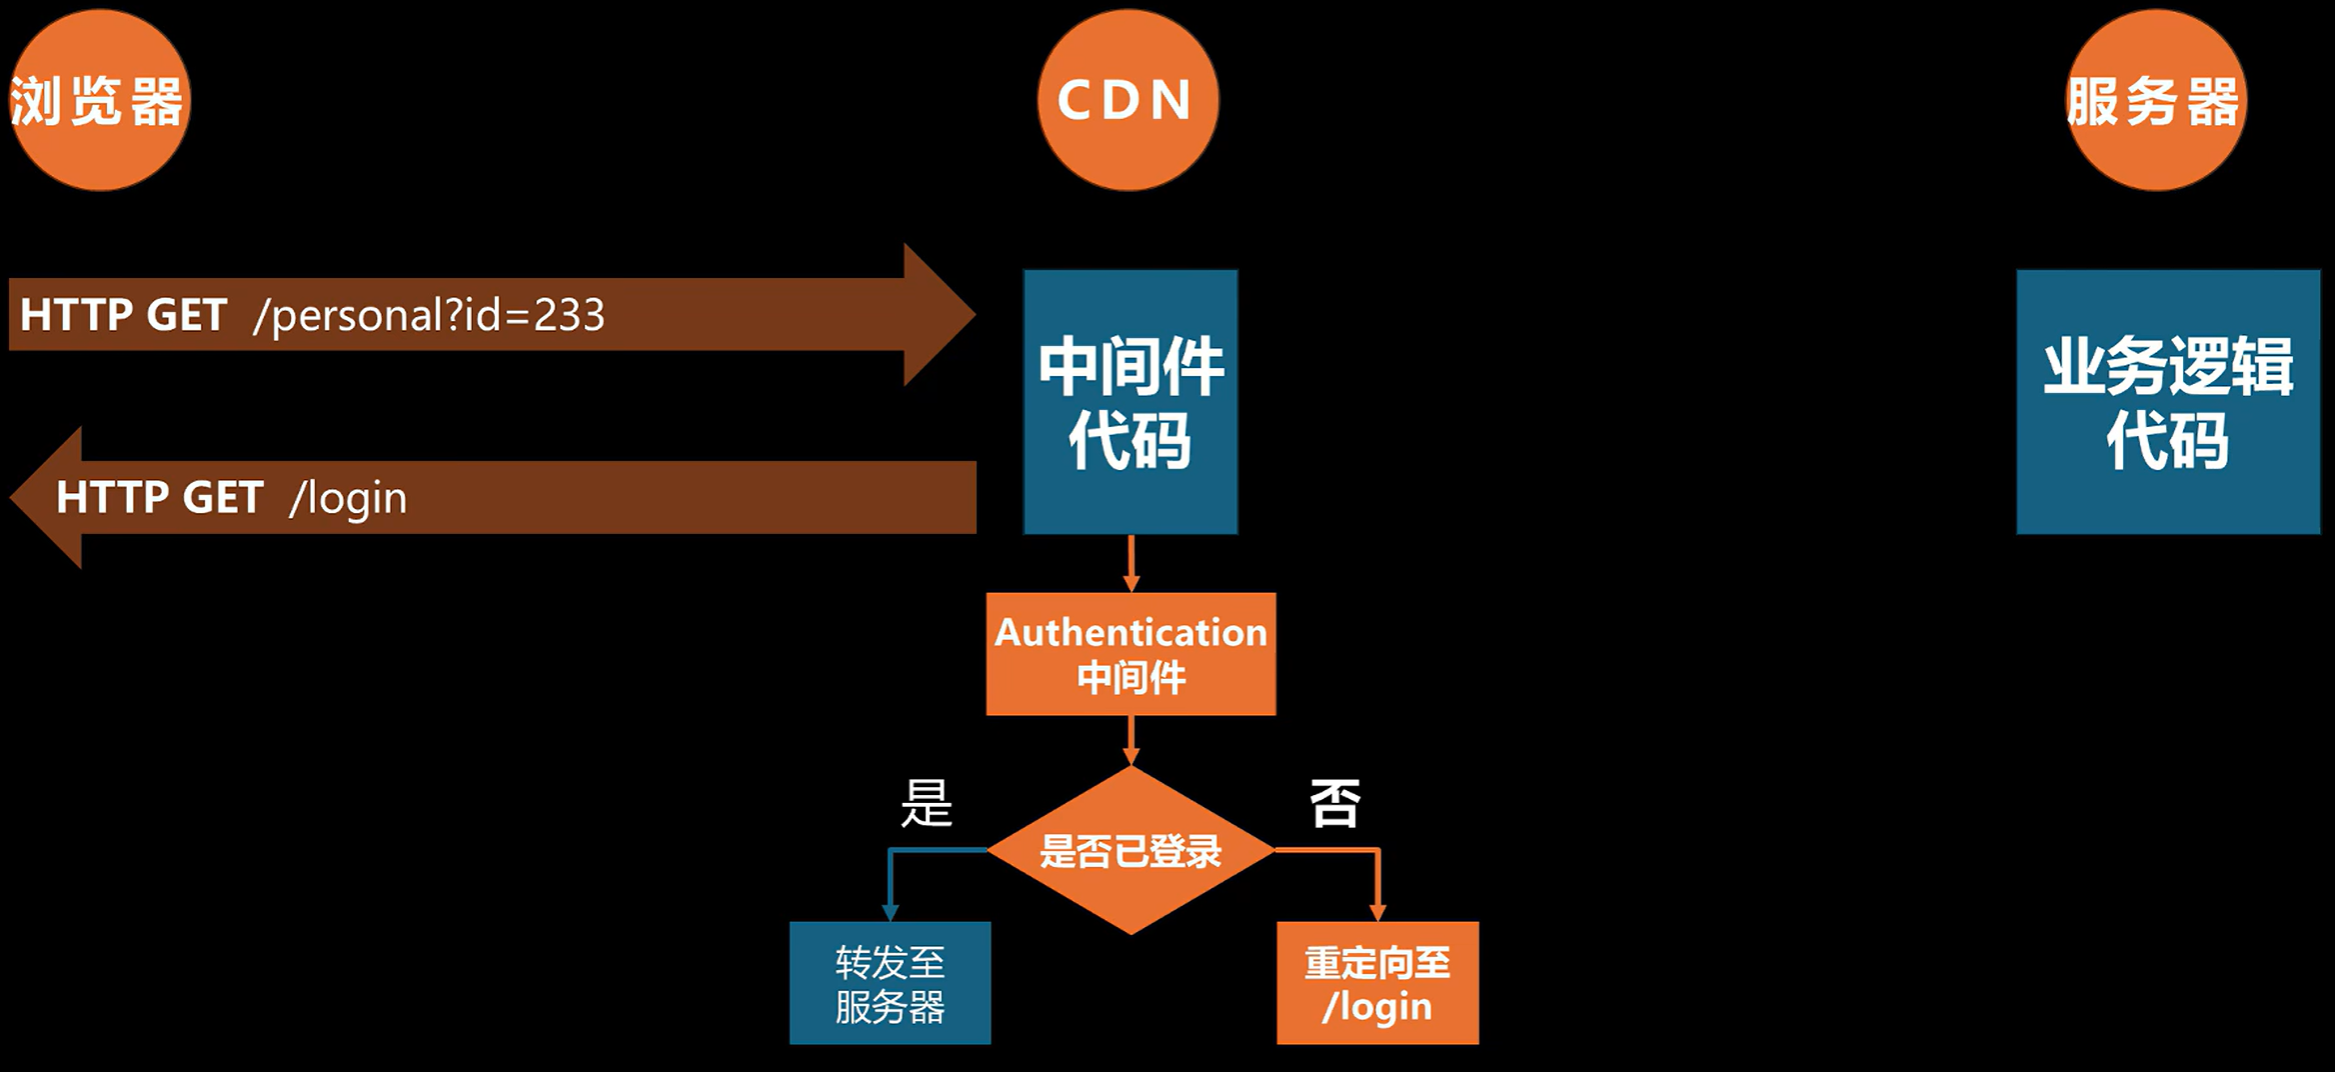 浏览器
CDN
服务器
HTTP GET /personal?id=233
HTTP GET /login
中间件
代码
业务逻辑
代码
Authentication
中间件
是
否
是否已登录
转发至
服务器
重定向至
/login